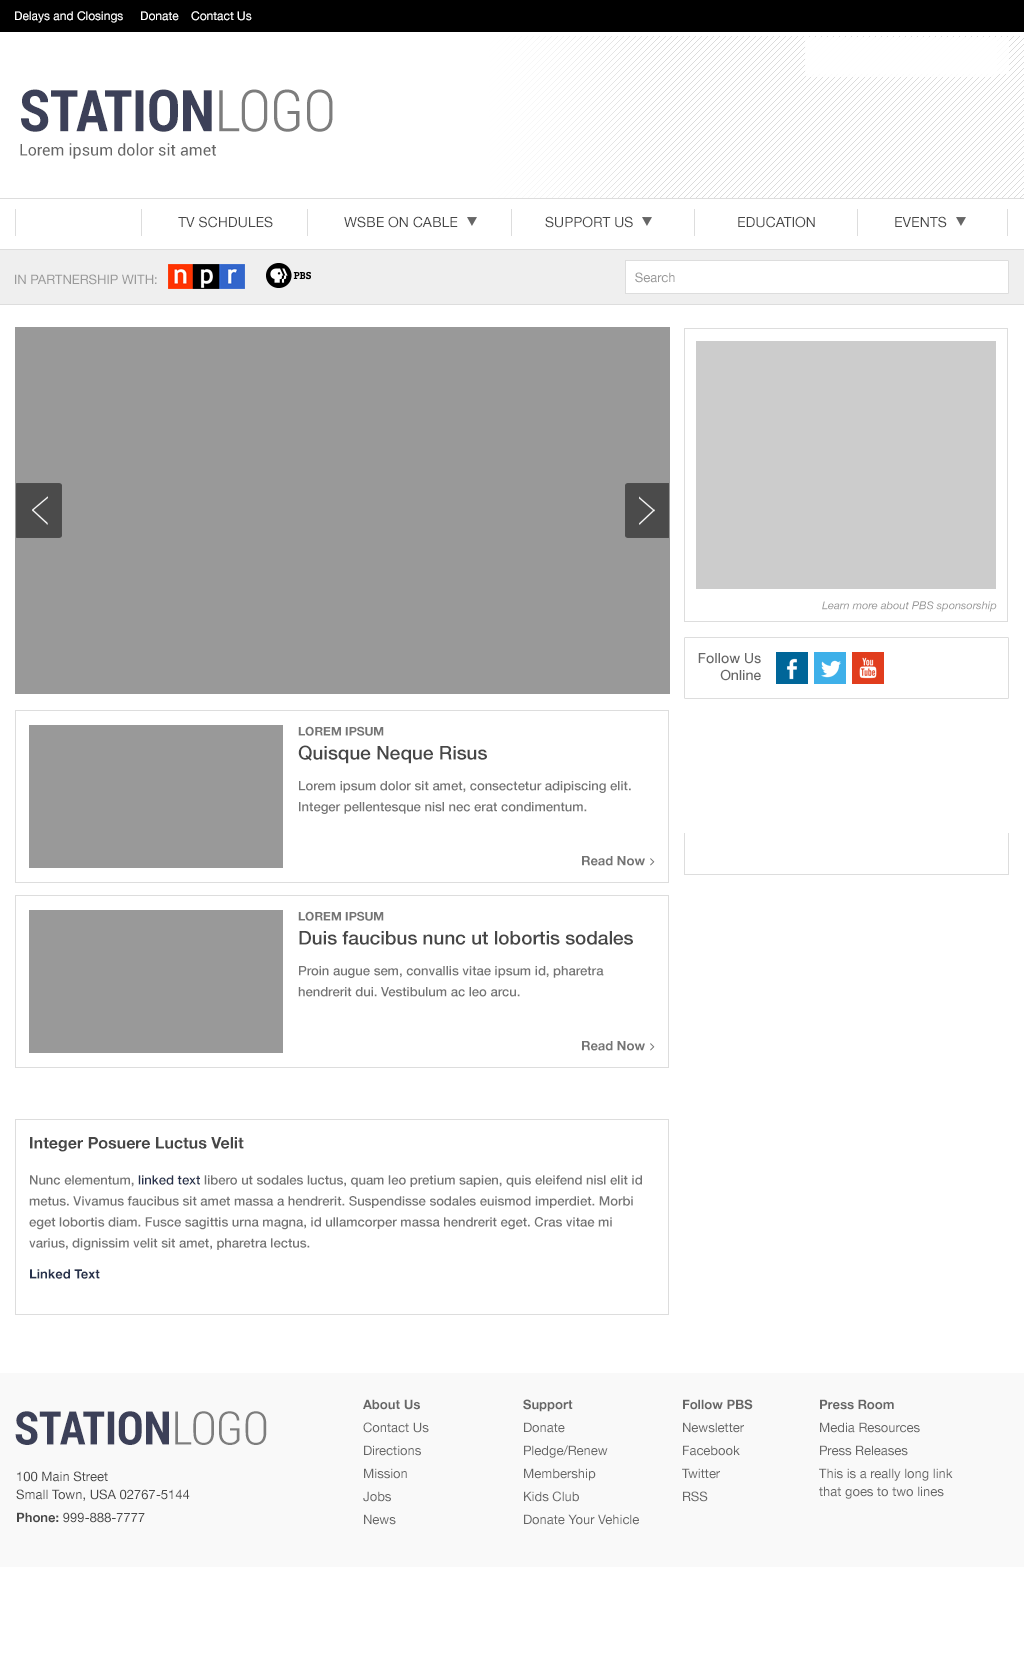 Delays and Closings Donate Contact Us
STATIONLOGO
Lorem ipsum dolor sit amet
TV SCHDULES WSBE ON CABLE ▼ SUPPORT US ▼ EDUCATION EVENTS ▼
IN PARTNERSHIP WITH: npr PBS Search
Learn more about PBS sponsorship
Follow Us
Online
You
Tube
LOREM IPSUM
Quisque Neque Risus
Lorem ipsum dolor sit amet, consectetur adipiscing elit.
Integer pellentesque nisl nec erat condimentum.
Read Now >
LOREM IPSUM
Duis faucibus nunc ut lobortis sodales
Proin augue sem, convallis vitae ipsum id, pharetra
hendrerit dui. Vestibulum ac leo arcu.
Read Now >
Integer Posuere Luctus Velit
Nunc elementum, linked text libero ut sodales luctus, quam leo pretium sapien, quis eleifend nisl elit id
metus. Vivamus faucibus sit amet massa a hendrerit. Suspendisse sodales euismod imperdiet. Morbi
eget lobortis diam. Fusce sagittis urna magna, id ullamcorper massa hendrerit eget. Cras vitae mi
varius, dignissim velit sit amet, pharetra lectus.
Linked Text
STATIONLOGO
100 Main Street
Small Town, USA 02767-5144
Phone: 999-888-7777
About Us
Contact Us
Directions
Mission
Jobs
News
Support
Donate
Pledge/Renew
Membership
Kids Club
Donate Your Vehicle
Follow PBS
Newsletter
Facebook
Twitter
RSS
Press Room
Media Resources
Press Releases
This is a really long link
that goes to two lines